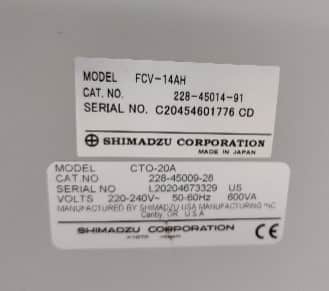 MODEL FCV-14AH
CAT. NO. 228-45014-91
SERIAL NO. C20454601776 CD
SHIMADZU CORPORATION
MADE IN JAPAN
MODEL CTO-20A
CAT.NO 228-45009-28
SERIAL NO L20204673329 US
VOLTS 220-240V~ 50-60Hz 600VA
MANUFACTURED BY SHIMADZU USA MANUFACTURING INC
Canby, OR, U.S.A
SHIMADZU CORPORATION
KYOTO JAPAN
CE